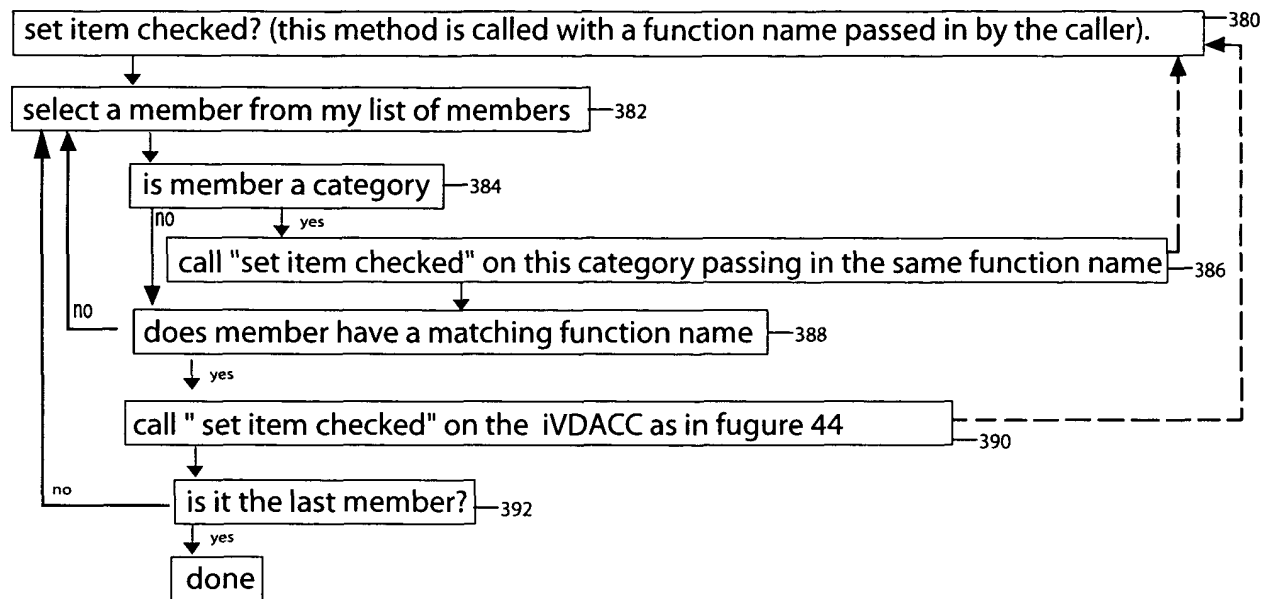 set item checked? (this method is called with a function name passed in by the caller).
380
select a member from my list of members
382
is member a category
384
no
yes
call "set item checked" on this category passing in the same function name
386
no
does member have a matching function name
388
yes
call " set item checked" on the iVDACC as in fugure 44
390
no
is it the last member?
392
yes
done